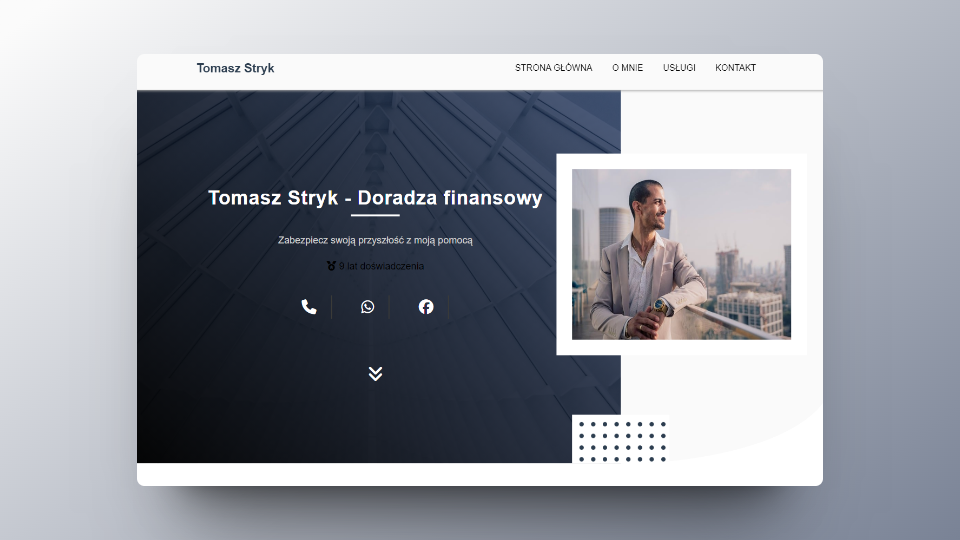 Tomasz Stryk
STRONA GŁÓWNA O MNIE USŁUGI KONTAKT
Tomasz Stryk - Doradza finansowy
Zabezpiecz swoją przyszłość z moją pomocą
9 lat doświadczenia